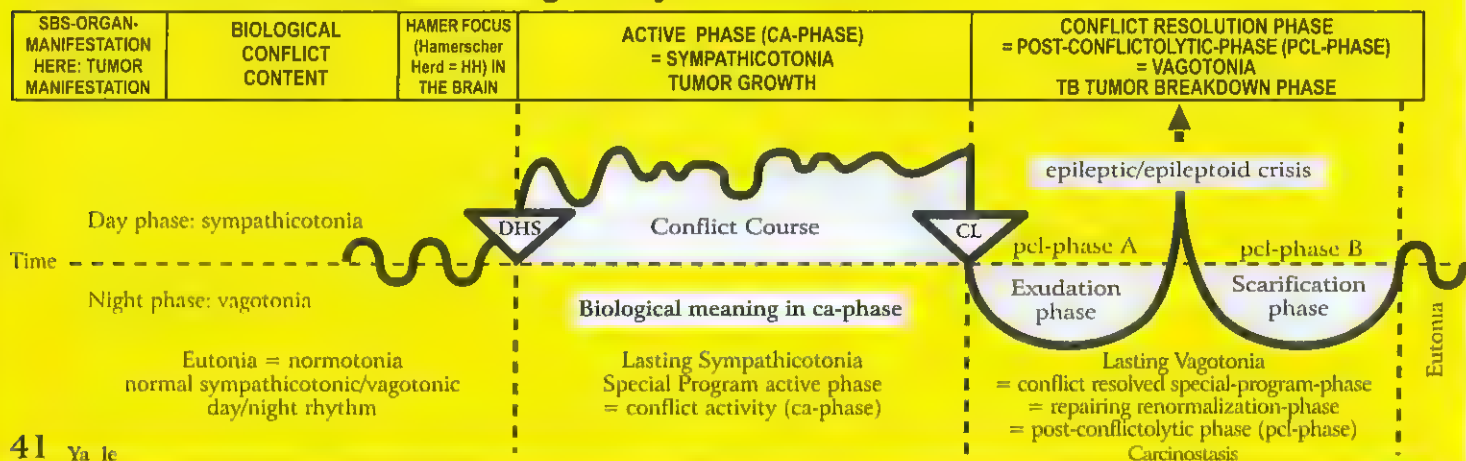 SBS-ORGAN-
MANIFESTATION
HERE: TUMOR
MANIFESTATION
BIOLOGICAL
CONFLICT
CONTENT
HAMER FOCUS
(Hamerscher
Herd = HH) IN
THE BRAIN
ACTIVE PHASE (CA-PHASE)
= SYMPATHICOTONIA
TUMOR GROWTH
CONFLICT RESOLUTION PHASE
= POST-CONFLICTOLYTIC-PHASE (PCL-PHASE)
= VAGOTONIA
TB TUMOR BREAKDOWN PHASE
epileptic/epileptoid crisis
Day phase: sympathicotonia
DHS
Conflict Course
CL
pcl-phase A
pcl-phase B
Time
Night phase: vagotonia
Biological meaning in ca-phase
Exudation
phase
Scarification
phase
Eutonia
Eutonia = normotonia
normal sympathicotonic/vagotonic
day/night rhythm
Lasting Sympathicotonia
Special Program active phase
= conflict activity (ca-phase)
Lasting Vagotonia
= conflict resolved special-program-phase
= repairing renormalization-phase
= post-conflictolytic phase (pcl-phase)
Carcinostasis
41 Ya le